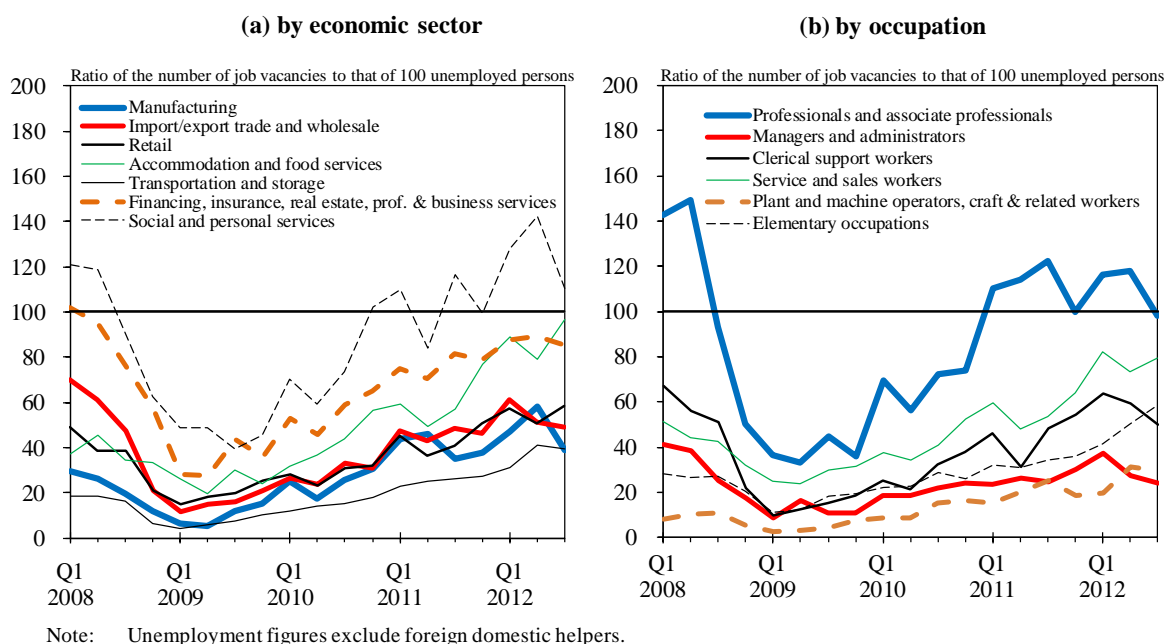 (a) by economic sector
Ratio of the number of job vacancies to that of 100 unemployed persons
200
180
160
140
120
100
80
60
40
20
0
Manufacturing
Import/export trade and wholesale
Retail
Accommodation and food services
Transportation and storage
Financing, insurance, real estate, prof. & business services
Social and personal services
Q1 Q1 Q1 Q1 Q1
2008 2009 2010 2011 2012
(b) by occupation
Ratio of the number of job vacancies to that of 100 unemployed persons
200
180
160
140
120
100
80
60
40
20
0
Professionals and associate professionals
Managers and administrators
Clerical support workers
Service and sales workers
Plant and machine operators, craft & related workers
Elementary occupations
Q1 Q1 Q1 Q1 Q1
2008 2009 2010 2011 2012
Note: Unemployment figures exclude foreign domestic helpers.